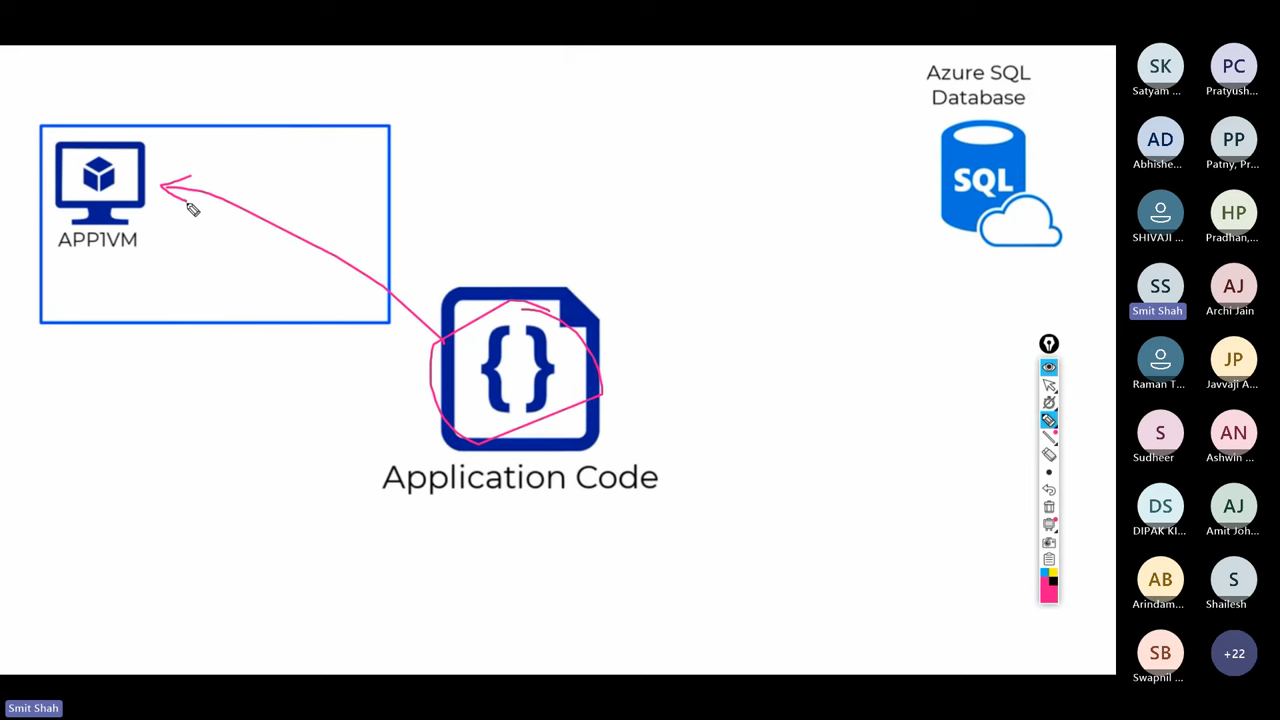 Azure SQL
Database
SQL
APP1VM
{ }
Application Code
SK
Satyam ...
PC
Pratyush...
AD
Abhishe...
PP
Patny, Pr...
SHIVAJI ...
HP
Pradhan,...
SS
Smit Shah
AJ
Archi Jain
Raman T...
JP
Javvaji A...
S
Sudheer
AN
Ashwin ...
DS
DIPAK KI...
AJ
Amit Joh...
AB
Arindam...
S
Shailesh
SB
Swapnil ...
+22
Smit Shah